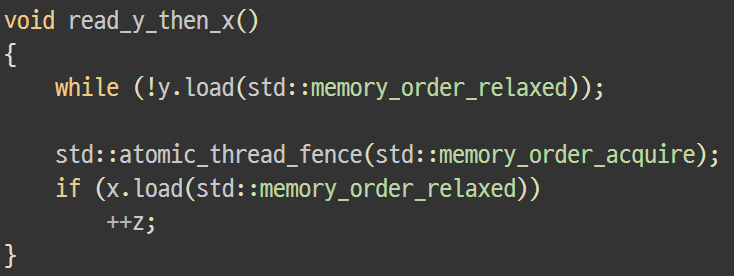 void read_y_then_x()
{
    while (!y.load(std::memory_order_relaxed));

    std::atomic_thread_fence(std::memory_order_acquire);
    if (x.load(std::memory_order_relaxed))
        ++z;
}